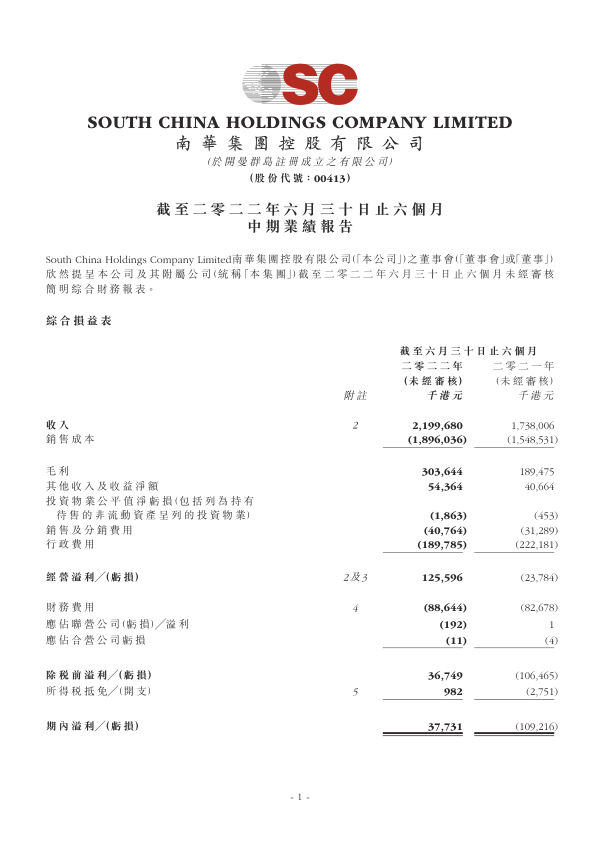 SC
SOUTH CHINA HOLDINGS COMPANY LIMITED
南華集團控股有限公司
(於開曼群島註冊成立之有限公司)
(股份代號：00413)
截至二零二二年六月三十日止六個月
中期業績報告
South China Holdings Company Limited南華集團控股有限公司(「本公司」)之董事會(「董事會」或「董事」)
欣然提呈本公司及其附屬公司(統稱「本集團」)截至二零二二年六月三十日止六個月未經審核
簡明綜合財務報表。
綜合損益表
截至六月三十日止六個月
二零二二年 二零二一年
(未經審核) (未經審核)
附註 千港元 千港元
收入 2 2,199,680 1,738,006
銷售成本 (1,896,036) (1,548,531)
毛利 303,644 189,475
其他收入及收益淨額 54,364 40,664
投資物業公平值淨虧損(包括列為持有
待售的非流動資產呈列的投資物業) (1,863) (453)
銷售及分銷費用 (40,764) (31,289)
行政費用 (189,785) (222,181)
經營溢利╱(虧損) 2及3 125,596 (23,784)
財務費用 4 (88,644) (82,678)
應佔聯營公司(虧損)╱溢利 (192) 1
應佔合營公司虧損 (11) (4)
除稅前溢利╱(虧損) 36,749 (106,465)
所得稅抵免╱(開支) 5 982 (2,751)
期內溢利╱(虧損) 37,731 (109,216)
- 1 -